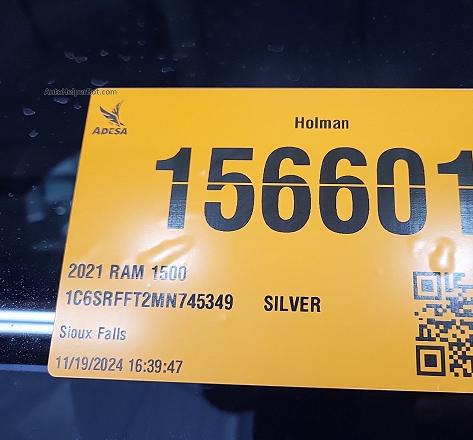 AutoHelperBot.com
ADESA
Holman
156601
2021 RAM 1500
1C6SRFFT2MN745349 SILVER
Sioux Falls
11/19/2024 16:39:47